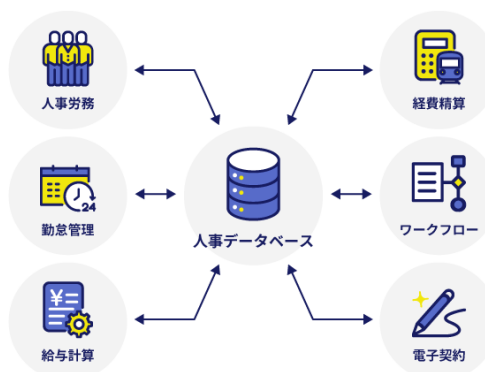 人事労務
経費精算
24
勤怠管理
人事データベース
ワークフロー
¥
給与計算
電子契約